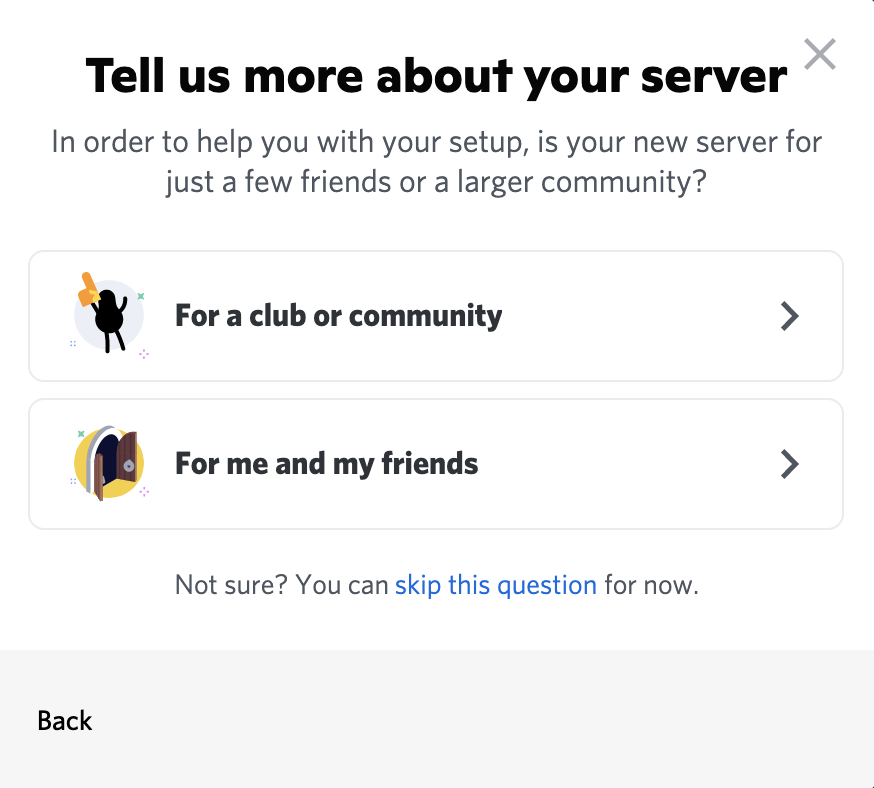 Tell us more about your server
In order to help you with your setup, is your new server for
just a few friends or a larger community?
For a club or community
For me and my friends
Not sure? You can skip this question for now.
Back